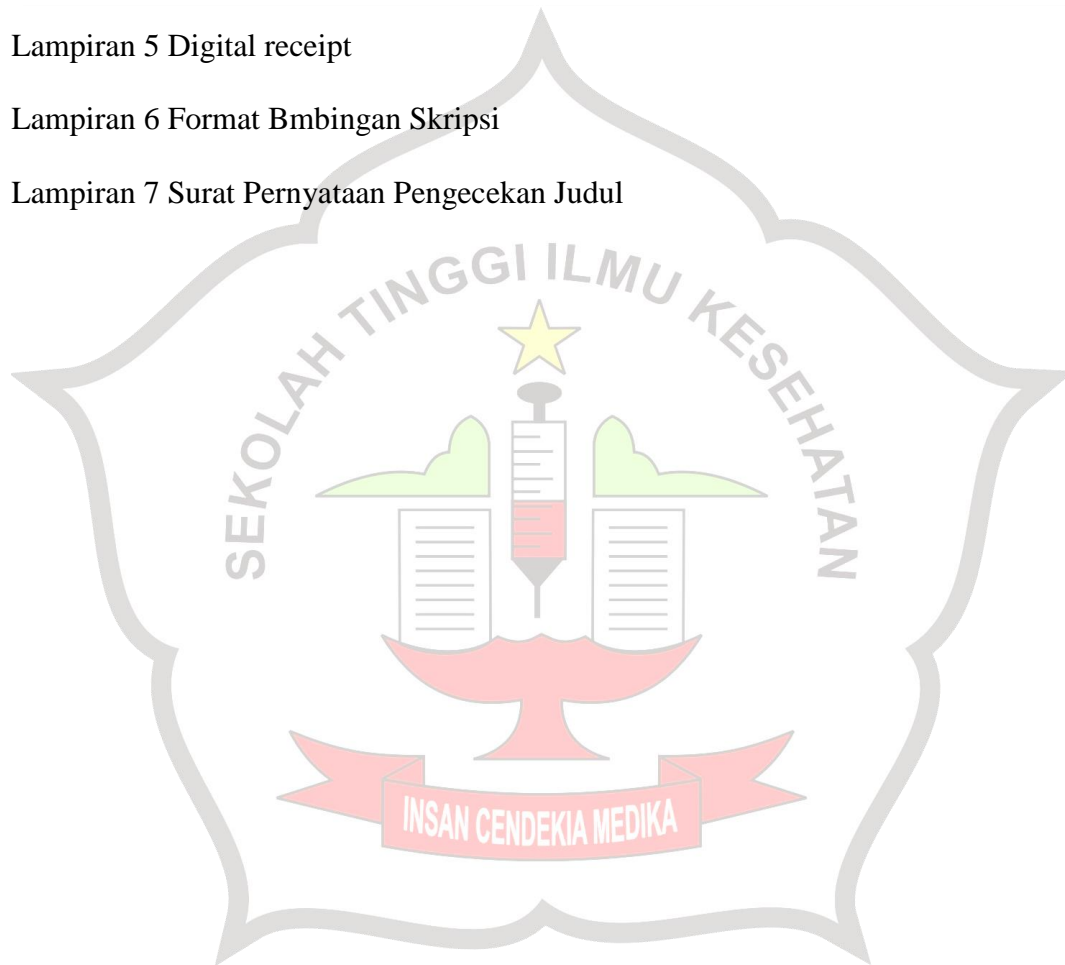 Lampiran 5 Digital receipt
Lampiran 6 Format Bmbingan Skripsi
Lampiran 7 Surat Pernyataan Pengecekan Judul
SEKOLAH TINGGI ILMU KESEHATAN
INSAN CENDEKIA MEDIKA